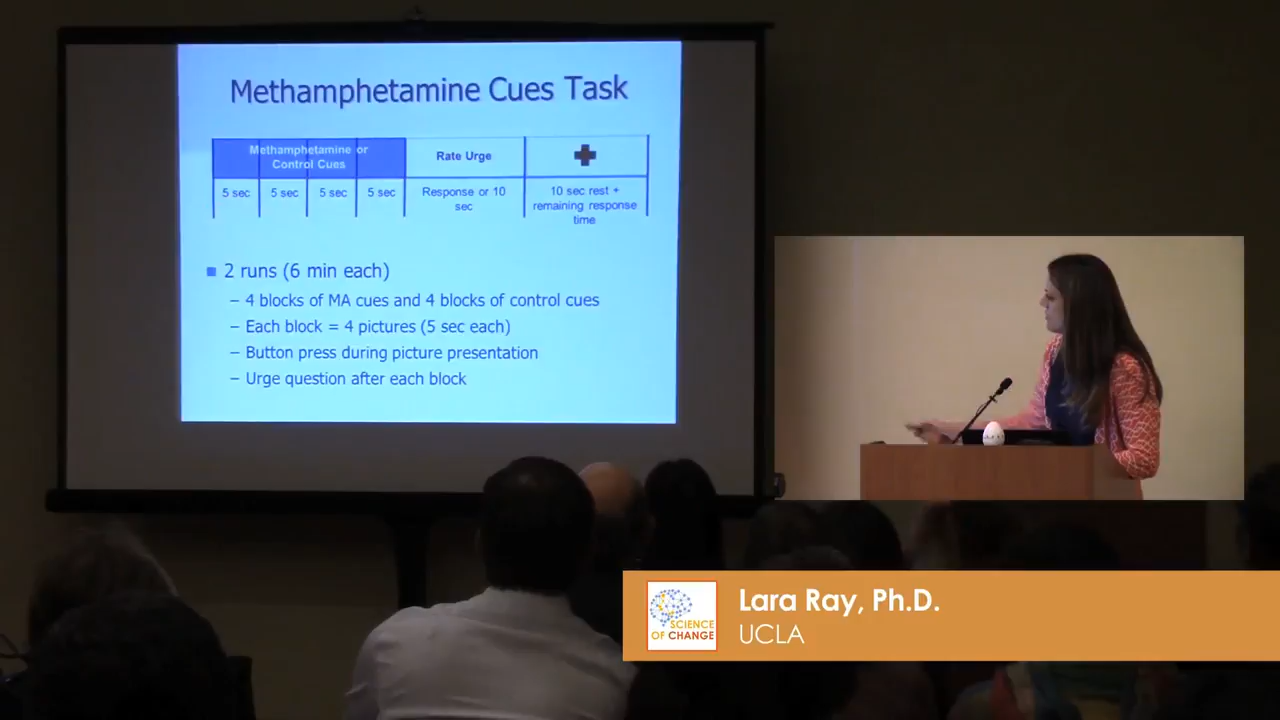 Methamphetamine Cues Task
Methamphetamine or
Control Cues
Rate Urge
5 sec
5 sec
5 sec
5 sec
Response or 10
sec
10 sec rest +
remaining response
time
2 runs (6 min each)
– 4 blocks of MA cues and 4 blocks of control cues
– Each block = 4 pictures (5 sec each)
– Button press during picture presentation
– Urge question after each block
SCIENCE
OF CHANGE
Lara Ray, Ph.D.
UCLA